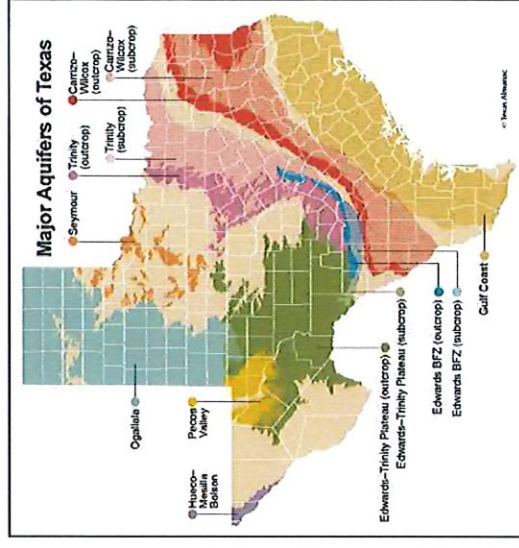 Major Aquifers of Texas
Seymour
Trinity
(outcrop)
Trinity
(subcrop)
Carrizo–
Wilcox
(outcrop)
Carrizo–
Wilcox
(subcrop)
Ogallala
Pecos
Valley
Hueco–
Mesilla
Bolson
Edwards–Trinity Plateau (outcrop)
Edwards–Trinity Plateau (subcrop)
Edwards BFZ (outcrop)
Edwards BFZ (subcrop)
Gulf Coast
© Texas Almanac